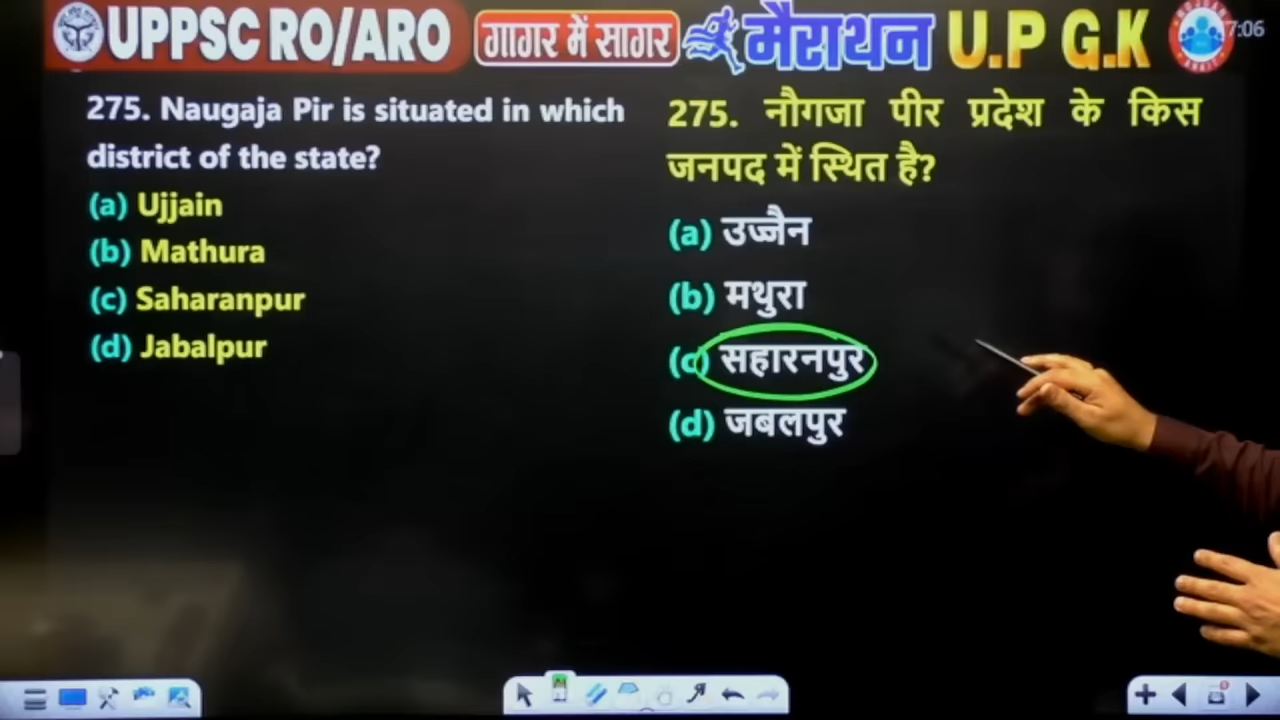 UPPSC RO/ARO गागर में सागर मैराथन U.P G.K
7:06
275. Naugaja Pir is situated in which
district of the state?
(a) Ujjain
(b) Mathura
(c) Saharanpur
(d) Jabalpur
275. नौगजा पीर प्रदेश के किस
जनपद में स्थित है?
(a) उज्जैन
(b) मथुरा
(c) सहारनपुर
(d) जबलपुर